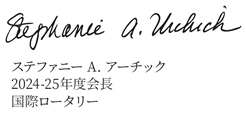 Stephanie A. Urchick
ステファニー A. アーチック
2024-25年度会長
国際ロータリー